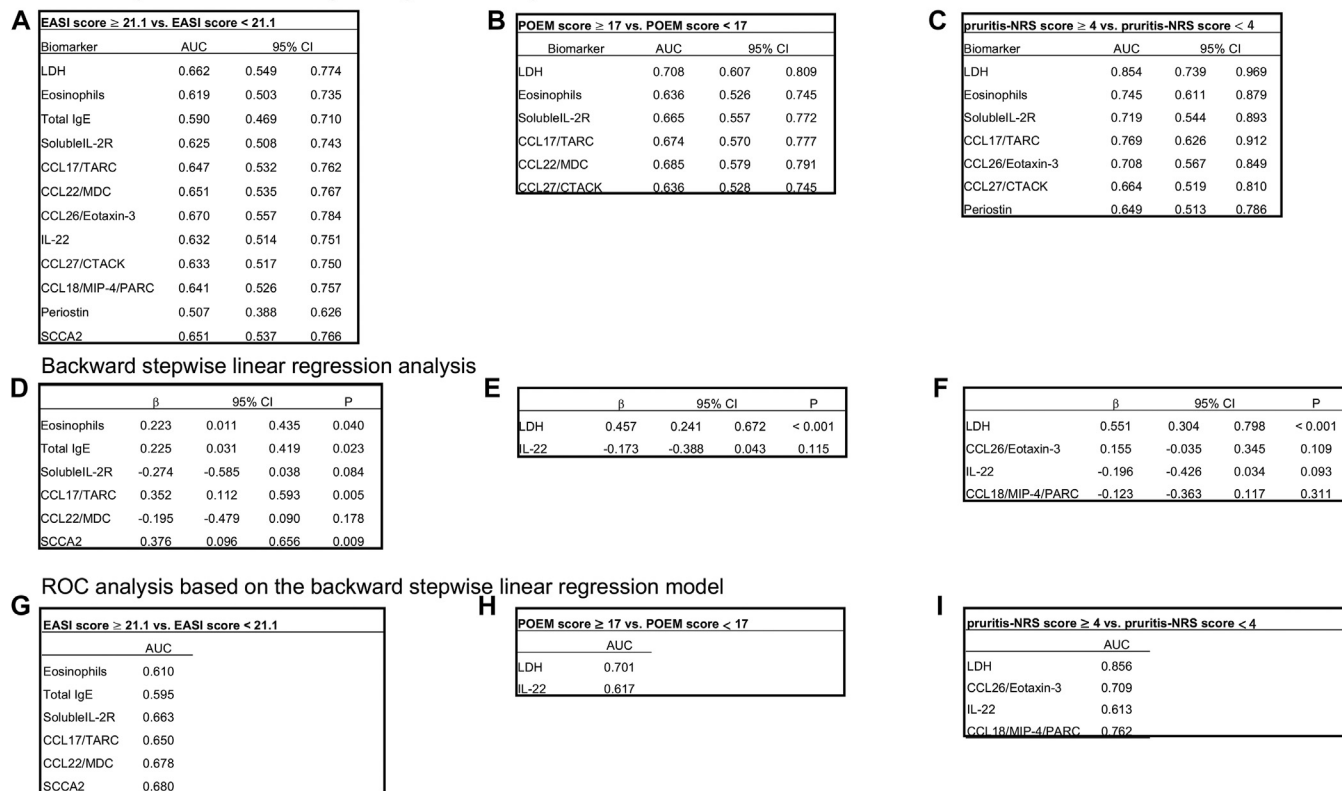 A
EASI score ≥ 21.1 vs. EASI score < 21.1
Biomarker AUC 95% CI
LDH 0.662 0.549 0.774
Eosinophils 0.619 0.503 0.735
Total IgE 0.590 0.469 0.710
SolubleIL-2R 0.625 0.508 0.743
CCL17/TARC 0.647 0.532 0.762
CCL22/MDC 0.651 0.535 0.767
CCL26/Eotaxin-3 0.670 0.557 0.784
IL-22 0.632 0.514 0.751
CCL27/CTACK 0.633 0.517 0.750
CCL18/MIP-4/PARC 0.641 0.526 0.757
Periostin 0.507 0.388 0.626
SCCA2 0.651 0.537 0.766
B
POEM score ≥ 17 vs. POEM score < 17
Biomarker AUC 95% CI
LDH 0.708 0.607 0.809
Eosinophils 0.636 0.526 0.745
SolubleIL-2R 0.665 0.557 0.772
CCL17/TARC 0.674 0.570 0.777
CCL22/MDC 0.685 0.579 0.791
CCL27/CTACK 0.636 0.528 0.745
C
pruritis-NRS score ≥ 4 vs. pruritis-NRS score < 4
Biomarker AUC 95% CI
LDH 0.854 0.739 0.969
Eosinophils 0.745 0.611 0.879
SolubleIL-2R 0.719 0.544 0.893
CCL17/TARC 0.769 0.626 0.912
CCL26/Eotaxin-3 0.708 0.567 0.849
CCL27/CTACK 0.664 0.519 0.810
Periostin 0.649 0.513 0.786
Backward stepwise linear regression analysis
D
β 95% CI P
Eosinophils 0.223 0.011 0.435 0.040
Total IgE 0.225 0.031 0.419 0.023
SolubleIL-2R -0.274 -0.585 0.038 0.084
CCL17/TARC 0.352 0.112 0.593 0.005
CCL22/MDC -0.195 -0.479 0.090 0.178
SCCA2 0.376 0.096 0.656 0.009
E
β 95% CI P
LDH 0.457 0.241 0.672 < 0.001
IL-22 -0.173 -0.388 0.043 0.115
F
β 95% CI P
LDH 0.551 0.304 0.798 < 0.001
CCL26/Eotaxin-3 0.155 -0.035 0.345 0.109
IL-22 -0.196 -0.426 0.034 0.093
CCL18/MIP-4/PARC -0.123 -0.363 0.117 0.311
ROC analysis based on the backward stepwise linear regression model
G
EASI score ≥ 21.1 vs. EASI score < 21.1
AUC
Eosinophils 0.610
Total IgE 0.595
SolubleIL-2R 0.663
CCL17/TARC 0.650
CCL22/MDC 0.678
SCCA2 0.680
H
POEM score ≥ 17 vs. POEM score < 17
AUC
LDH 0.701
IL-22 0.617
I
pruritis-NRS score ≥ 4 vs. pruritis-NRS score < 4
AUC
LDH 0.856
CCL26/Eotaxin-3 0.709
IL-22 0.613
CCL18/MIP-4/PARC 0.762